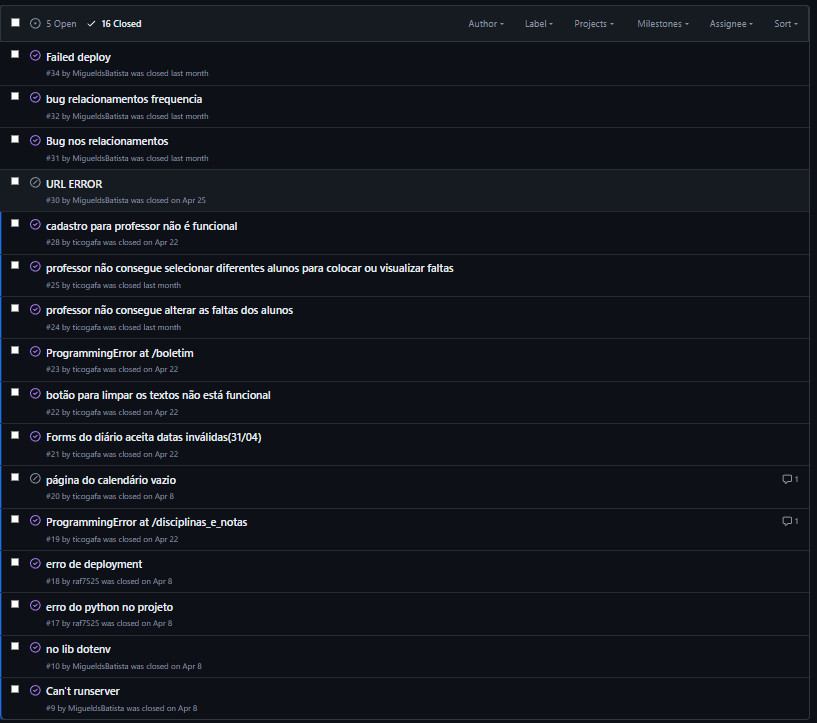 5 Open 16 Closed Author Label Projects Milestones Assignee Sort
Failed deploy
#34 by MigueldsBatista was closed last month
bug relacionamentos frequencia
#32 by MigueldsBatista was closed last month
Bug nos relacionamentos
#31 by MigueldsBatista was closed last month
URL ERROR
#30 by MigueldsBatista was closed on Apr 25
cadastro para professor não é funcional
#28 by ticogafa was closed on Apr 22
professor não consegue selecionar diferentes alunos para colocar ou visualizar faltas
#25 by ticogafa was closed last month
professor não consegue alterar as faltas dos alunos
#24 by ticogafa was closed last month
ProgrammingError at /boletim
#23 by ticogafa was closed on Apr 22
botão para limpar os textos não está funcional
#22 by ticogafa was closed on Apr 22
Forms do diário aceita datas inválidas(31/04)
#21 by ticogafa was closed on Apr 22
página do calendário vazio 1
#20 by ticogafa was closed on Apr 8
ProgrammingError at /disciplinas_e_notas 1
#19 by ticogafa was closed on Apr 22
erro de deployment
#18 by raf7525 was closed on Apr 8
erro do python no projeto
#17 by raf7525 was closed on Apr 8
no lib dotenv
#10 by MigueldsBatista was closed on Apr 8
Can't runserver
#9 by MigueldsBatista was closed on Apr 8